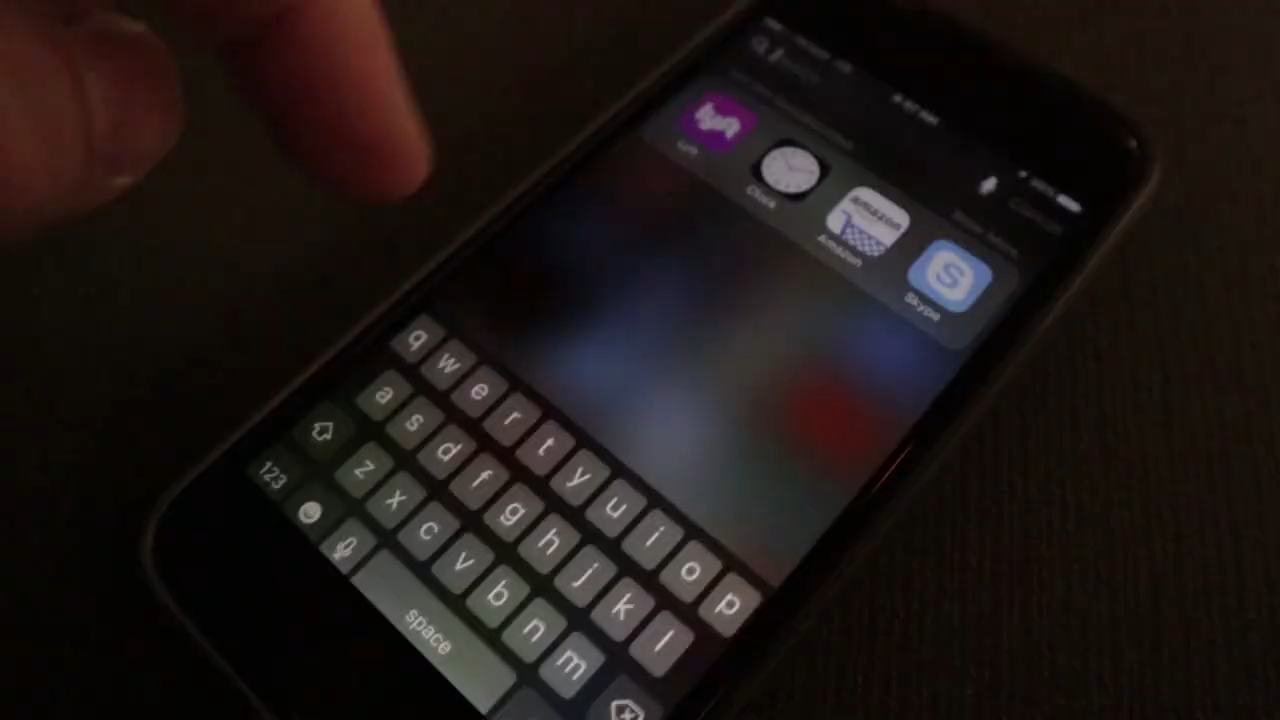 lyft
Lyft
Clock
amazon
Amazon
S
Skype
q w e r t y u i o p
a s d f g h j k l
z x c v b n m
123
space